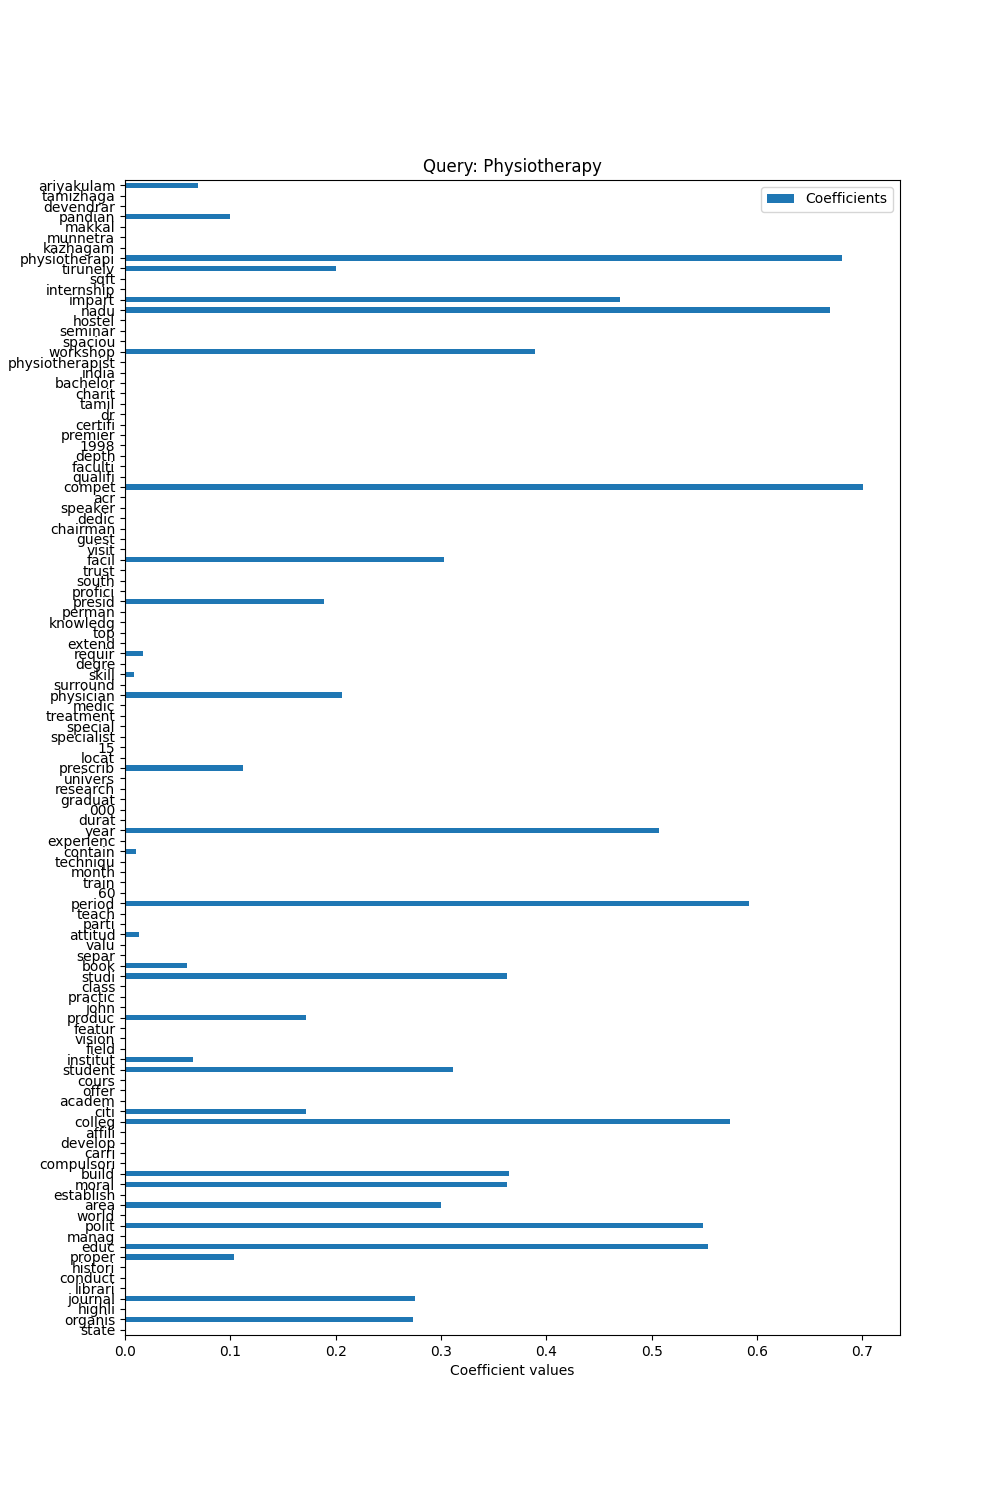 Query: Physiotherapy
Coefficients
ariyakulam
tamizhaga
devendrar
pandian
makkal
munnetra
kazhagam
physiotherapi
tirunelv
sqft
internship
impart
nadu
hostel
seminar
spaciou
workshop
physiotherapist
india
bachelor
charit
tamil
dr
certifi
premier
1998
depth
faculti
qualifi
compet
acr
speaker
dedic
chairman
guest
visit
facil
trust
south
profici
presid
perman
knowledg
top
extend
requir
degre
skill
surround
physician
medic
treatment
special
specialist
15
locat
prescrib
univers
research
graduat
000
durat
year
experienc
contain
techniqu
month
train
60
period
teach
parti
attitud
valu
separ
book
studi
class
practic
john
produc
featur
vision
field
institut
student
cours
offer
academ
citi
colleg
affili
develop
carri
compulsori
build
moral
establish
area
world
polit
manag
educ
proper
histori
conduct
librari
journal
highli
organis
state
0.0 0.1 0.2 0.3 0.4 0.5 0.6 0.7
Coefficient values